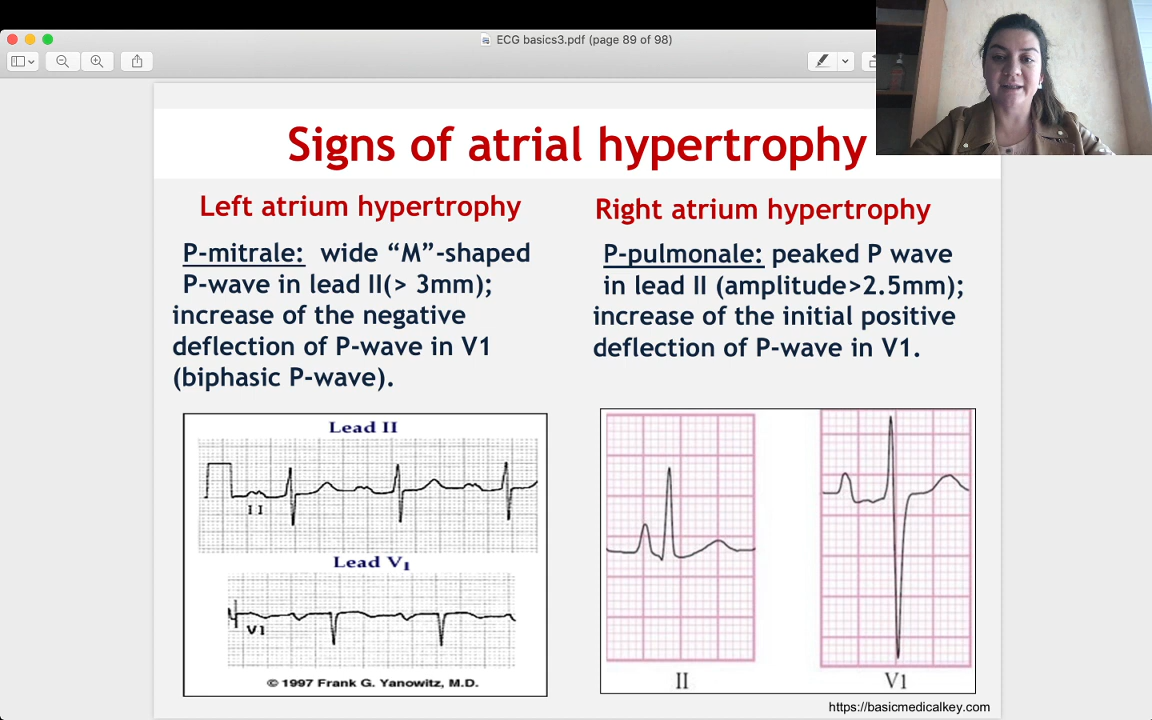 ECG basics3.pdf (page 89 of 98)
Signs of atrial hypertrophy
Left atrium hypertrophy
P-mitrale: wide “M”-shaped
P-wave in lead II(> 3mm);
increase of the negative
deflection of P-wave in V1
(biphasic P-wave).
Lead II
II
Lead V1
V1
© 1997 Frank G. Yanowitz, M.D.
Right atrium hypertrophy
P-pulmonale: peaked P wave
in lead II (amplitude>2.5mm);
increase of the initial positive
deflection of P-wave in V1.
II
V1
https://basicmedicalkey.com